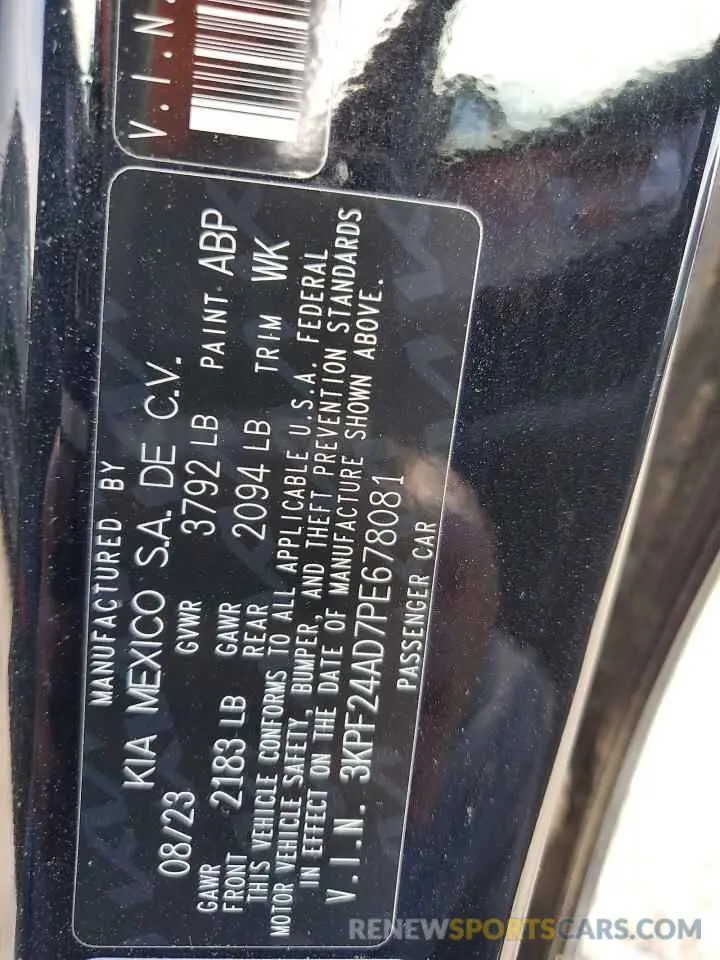 V.I.N.
MANUFACTURED BY
KIA MEXICO S.A. DE C.V.
08/23 GVWR 3792 LB PAINT ABP
GAWR FRONT 2183 LB GAWR REAR 2094 LB TRIM WK
THIS VEHICLE CONFORMS TO ALL APPLICABLE U.S.A. FEDERAL
MOTOR VEHICLE SAFETY, BUMPER, AND THEFT PREVENTION STANDARDS
IN EFFECT ON THE DATE OF MANUFACTURE SHOWN ABOVE.
V.I.N. 3KPF24AD7PE678081
PASSENGER CAR
RENEWSPORTSCARS.COM